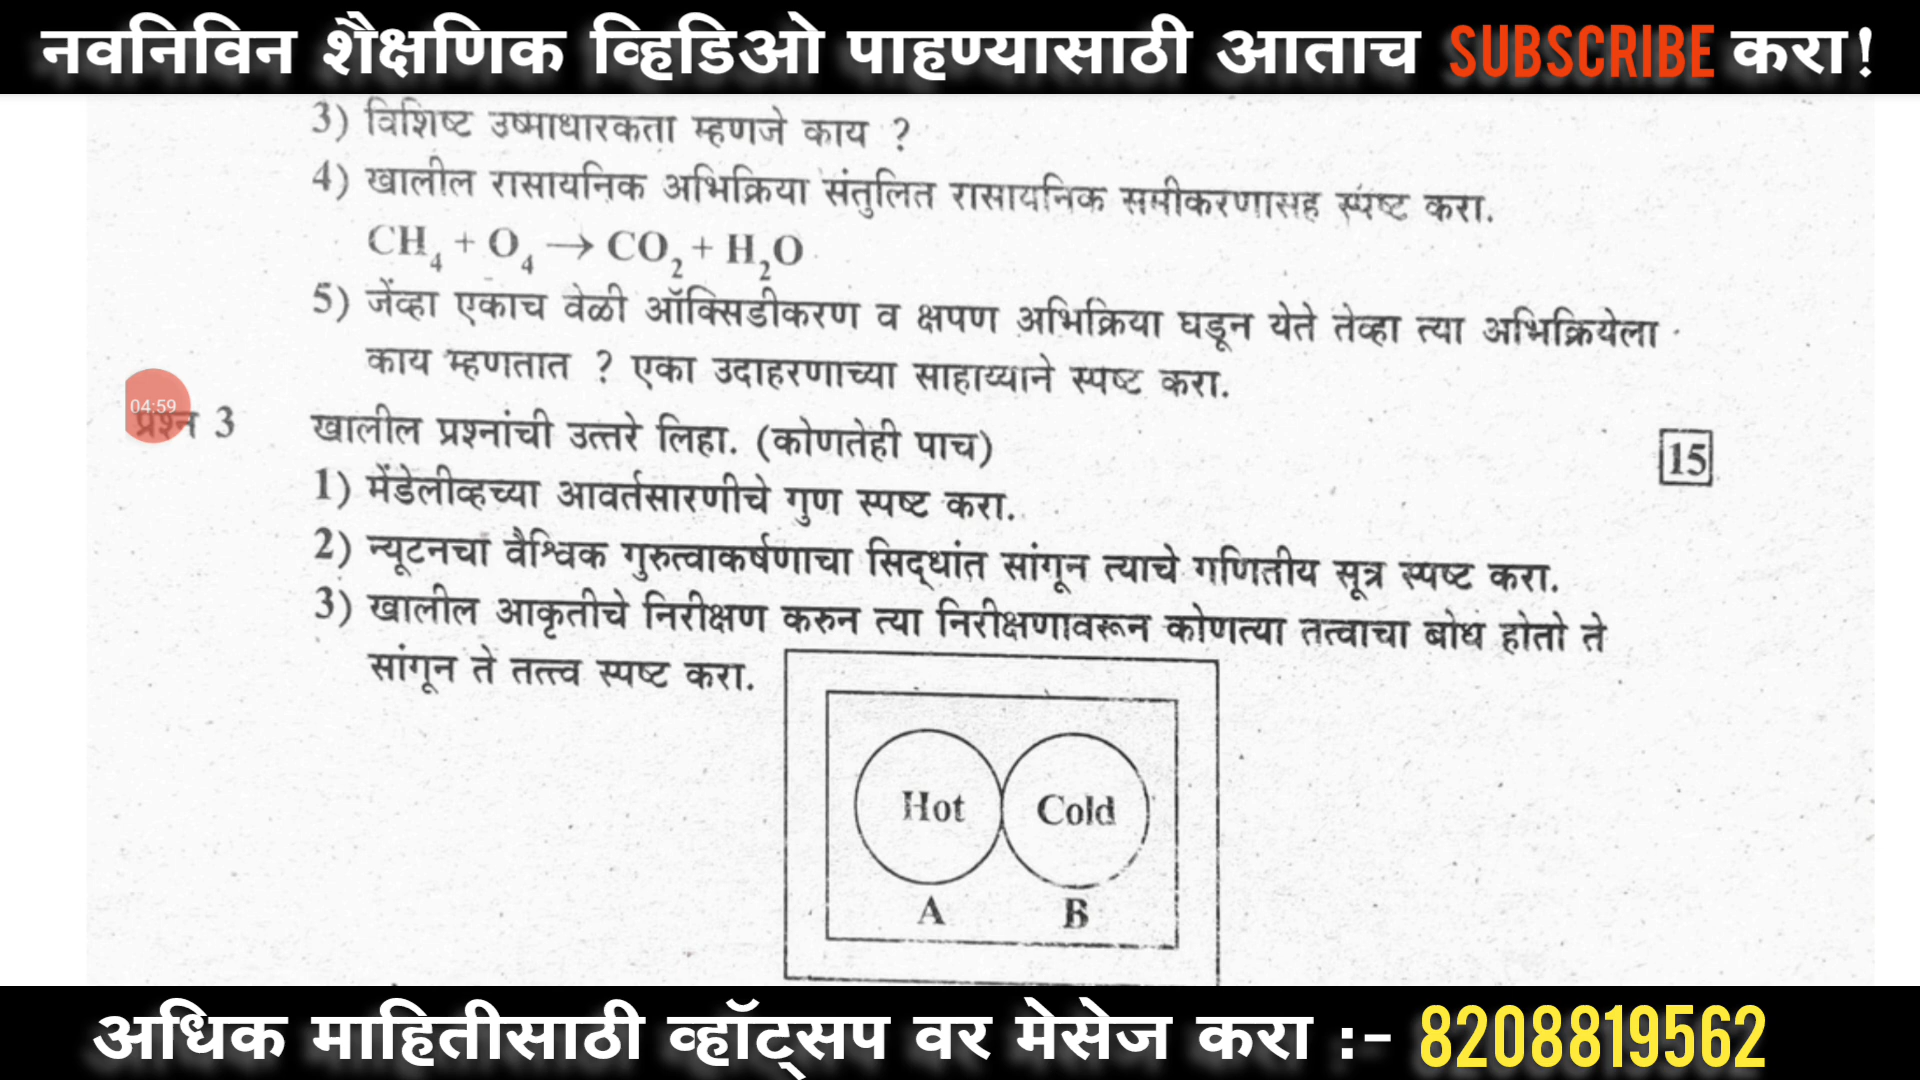 नवनिविन शैक्षणिक व्हिडिओ पाहण्यासाठी आताच SUBSCRIBE करा!
3) विशिष्ट उष्माधारकता म्हणजे काय ?
4) खालील रासायनिक अभिक्रिया संतुलित रासायनिक समीकरणासह स्पष्ट करा.
CH₄ + O₄ → CO₂ + H₂O
5) जेंव्हा एकाच वेळी ऑक्सिडीकरण व क्षपण अभिक्रिया घडून येते तेव्हा त्या अभिक्रियेला
काय म्हणतात ? एका उदाहरणाच्या साहाय्याने स्पष्ट करा.
04:59
प्रश्न 3 खालील प्रश्नांची उत्तरे लिहा. (कोणतेही पाच) 15
1) मेंडेलीव्हच्या आवर्तसारणीचे गुण स्पष्ट करा.
2) न्यूटनचा वैश्विक गुरुत्वाकर्षणाचा सिद्धांत सांगून त्याचे गणितीय सूत्र स्पष्ट करा.
3) खालील आकृतीचे निरीक्षण करुन त्या निरीक्षणावरून कोणत्या तत्वाचा बोध होतो ते
सांगून ते तत्त्व स्पष्ट करा.
Hot Cold
A B
अधिक माहितीसाठी व्हॉट्सप वर मेसेज करा :- 8208819562